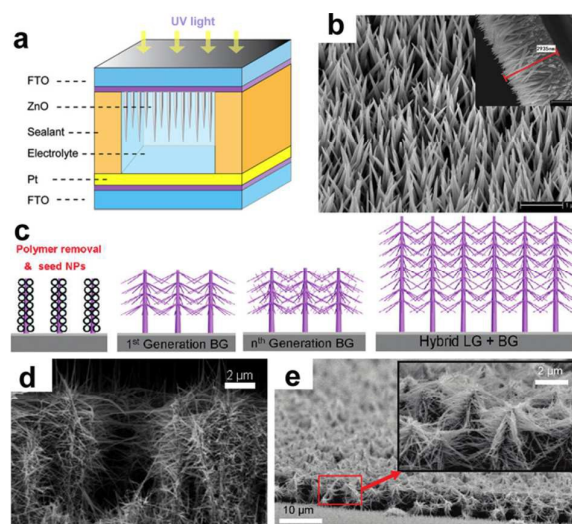 a
UV light
FTO
ZnO
Sealant
Electrolyte
Pt
FTO
b
2935nm
c
Polymer removal
& seed NPs
1st Generation BG
nth Generation BG
Hybrid LG + BG
d
2 µm
e
2 µm
10 µm